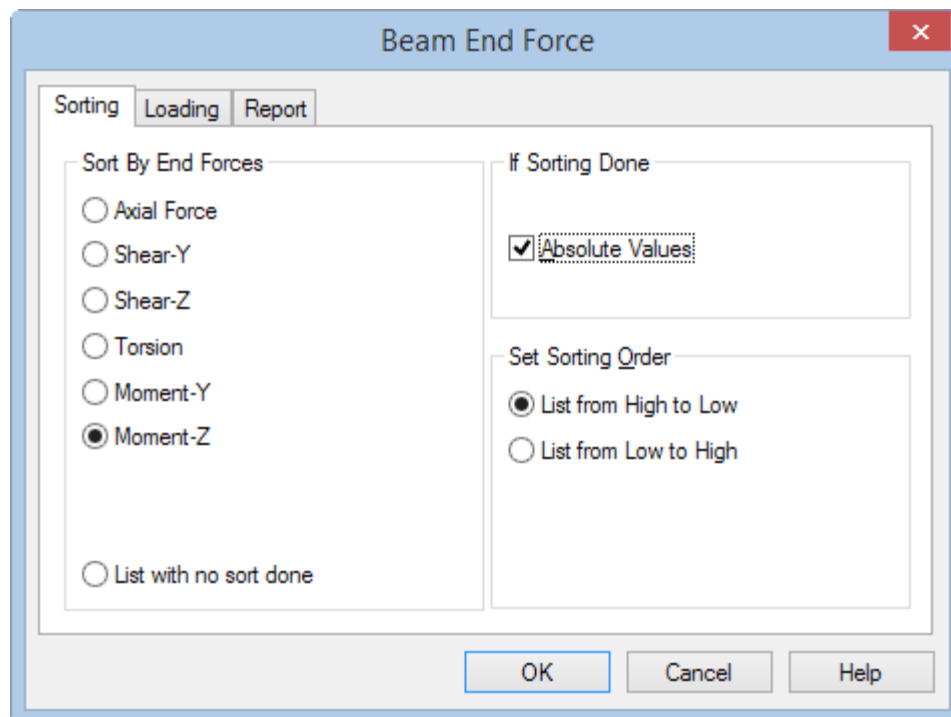 Beam End Force
Sorting
Loading
Report
Sort By End Forces
Axial Force
Shear-Y
Shear-Z
Torsion
Moment-Y
Moment-Z
List with no sort done
If Sorting Done
Absolute Values
Set Sorting Order
List from High to Low
List from Low to High
OK
Cancel
Help